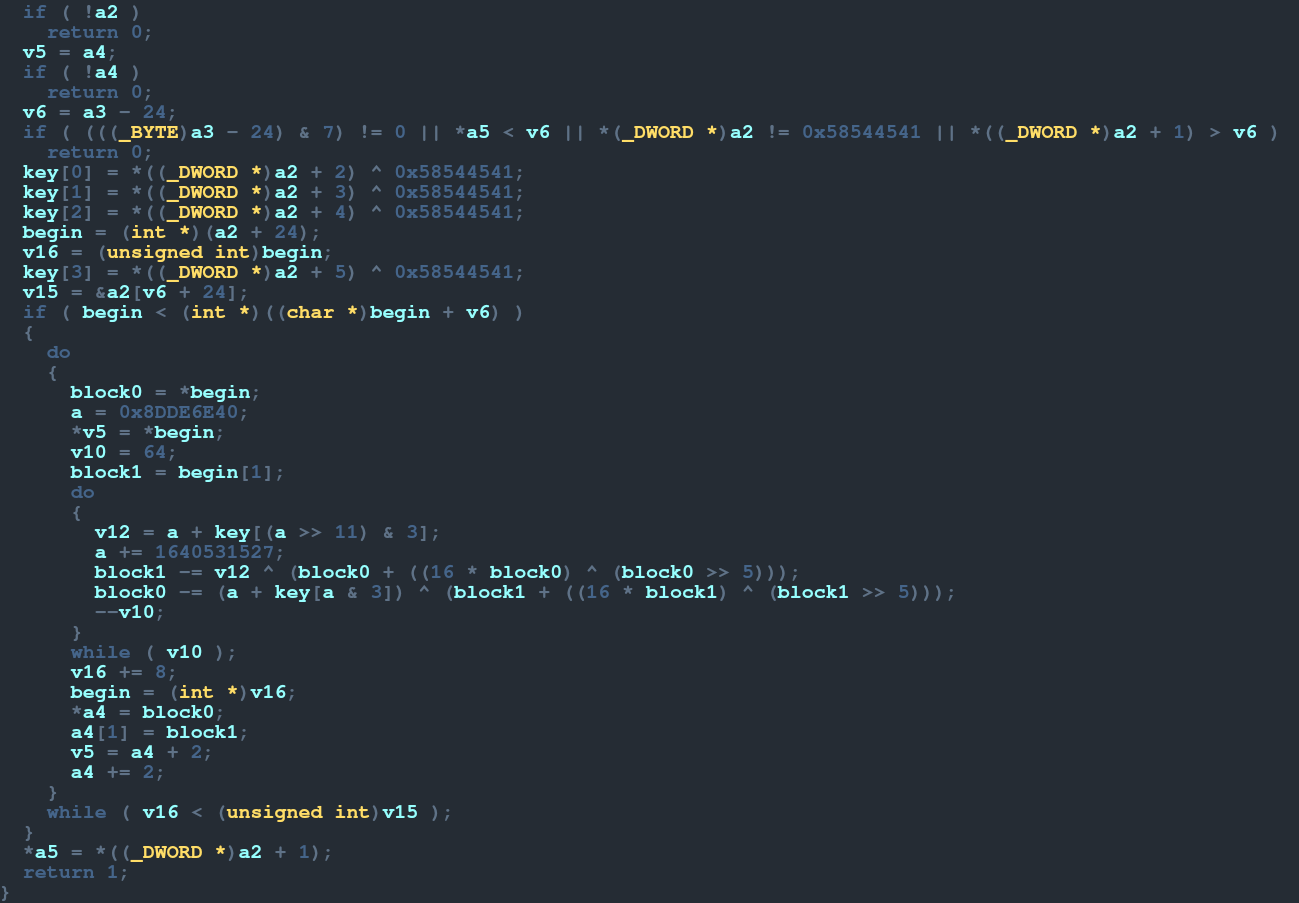 if ( !a2 )
return 0;
v5 = a4;
if ( !a4 )
return 0;
v6 = a3 - 24;
if ( (((_BYTE)a3 - 24) & 7) != 0 || *a5 < v6 || *(_DWORD *)a2 != 0x58544541 || *((_DWORD *)a2 + 1) > v6 )
return 0;
key[0] = *((_DWORD *)a2 + 2) ^ 0x58544541;
key[1] = *((_DWORD *)a2 + 3) ^ 0x58544541;
key[2] = *((_DWORD *)a2 + 4) ^ 0x58544541;
begin = (int *)(a2 + 24);
v16 = (unsigned int)begin;
key[3] = *((_DWORD *)a2 + 5) ^ 0x58544541;
v15 = &a2[v6 + 24];
if ( begin < (int *)((char *)begin + v6) )
{
do
{
block0 = *begin;
a = 0x8DDE6E40;
*v5 = *begin;
v10 = 64;
block1 = begin[1];
do
{
v12 = a + key[(a >> 11) & 3];
a += 1640531527;
block1 -= v12 ^ (block0 + ((16 * block0) ^ (block0 >> 5)));
block0 -= (a + key[a & 3]) ^ (block1 + ((16 * block1) ^ (block1 >> 5)));
--v10;
}
while ( v10 );
v16 += 8;
begin = (int *)v16;
*a4 = block0;
a4[1] = block1;
v5 = a4 + 2;
a4 += 2;
}
while ( v16 < (unsigned int)v15 );
}
*a5 = *((_DWORD *)a2 + 1);
return 1;
}